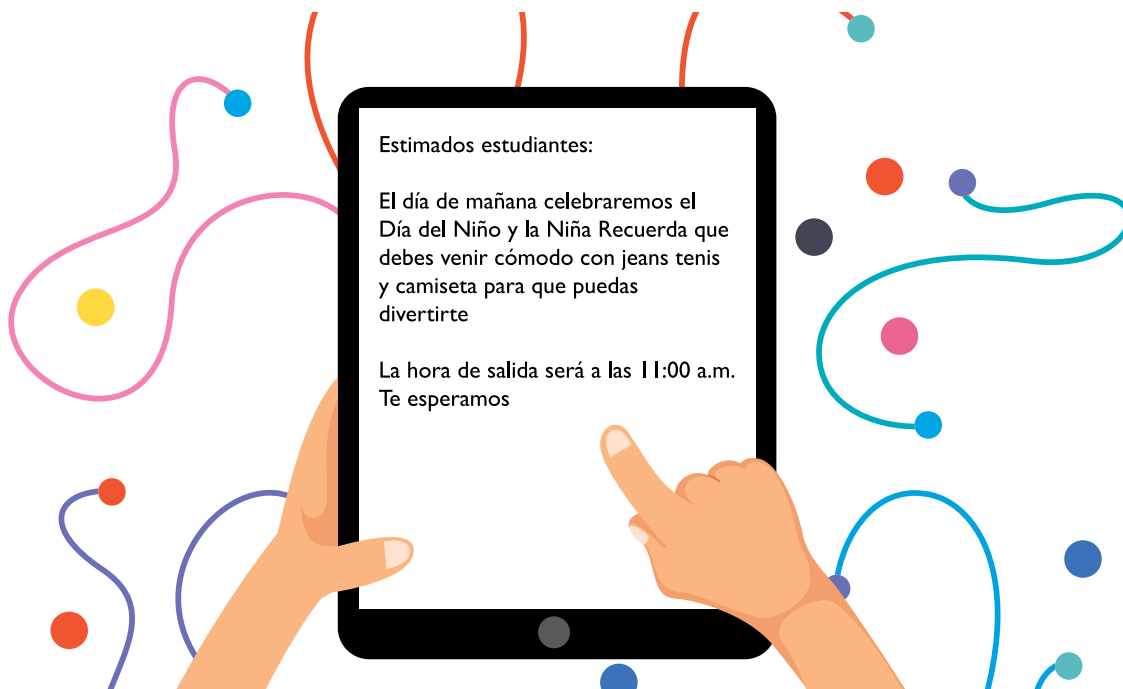 Estimados estudiantes:
El día de mañana celebraremos el
Día del Niño y la Niña Recuerda que
debes venir cómodo con jeans tenis
y camiseta para que puedas
divertirte
La hora de salida será a las 11:00 a.m.
Te esperamos